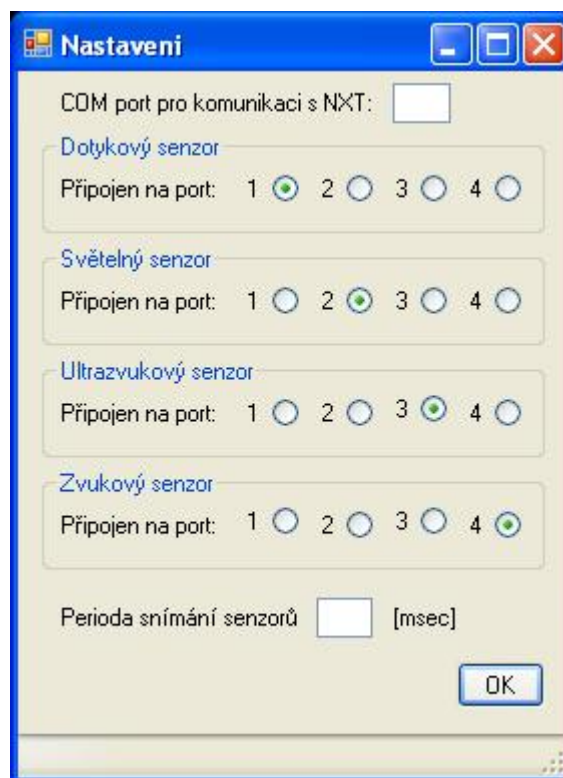 Nastaveni
COM port pro komunikaci s NXT:
Dotykový senzor
Připojen na port: 1 2 3 4
Světelný senzor
Připojen na port: 1 2 3 4
Ultrazvukový senzor
Připojen na port: 1 2 3 4
Zvukový senzor
Připojen na port: 1 2 3 4
Perioda snímání senzorů [msec]
OK